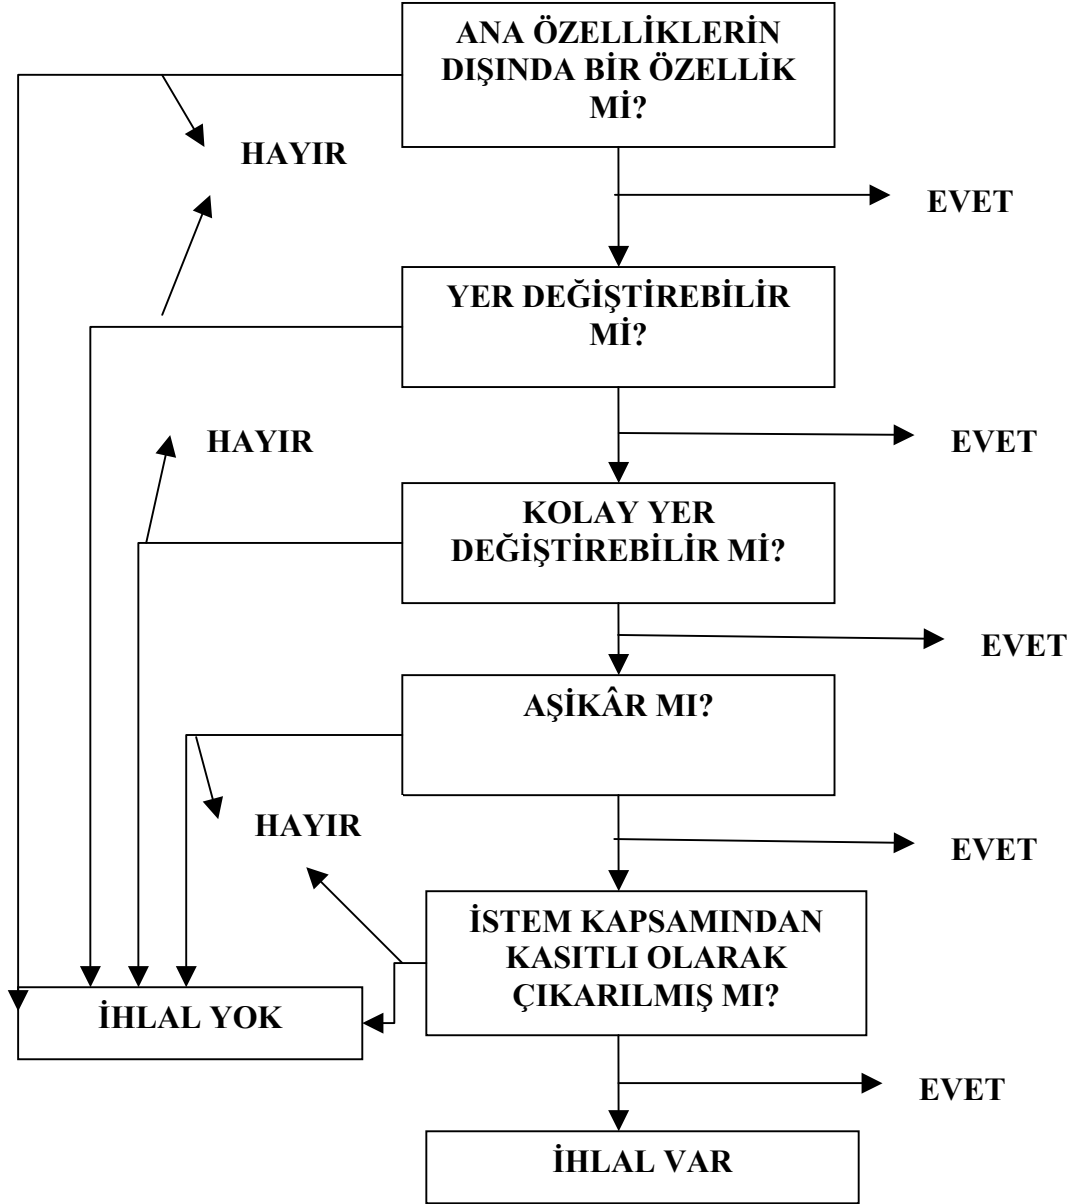 ANA ÖZELLİKLERİN
DIŞINDA BİR ÖZELLİK
Mİ?
HAYIR
EVET
YER DEĞİŞTİREBİLİR
Mİ?
HAYIR
EVET
KOLAY YER
DEĞİŞTİREBİLİR Mİ?
EVET
AŞİKÂR MI?
HAYIR
EVET
İSTEM KAPSAMINDAN
KASITLI OLARAK
ÇIKARILMIŞ MI?
İHLAL YOK
EVET
İHLAL VAR